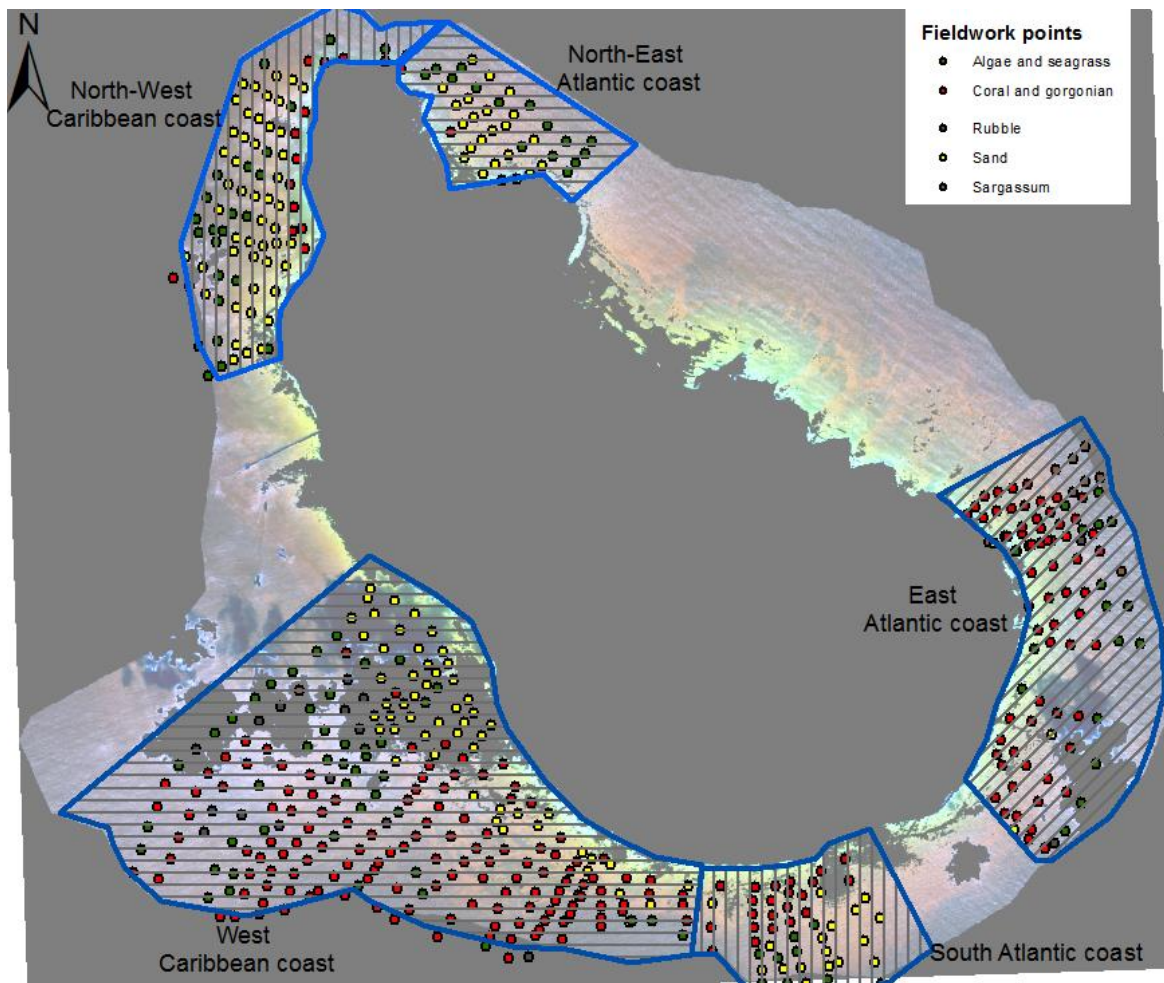 N
North-West
Caribbean coast
North-East
Atlantic coast
Fieldwork points
Algae and seagrass
Coral and gorgonian
Rubble
Sand
Sargassum
East
Atlantic coast
West
Caribbean coast
South Atlantic coast